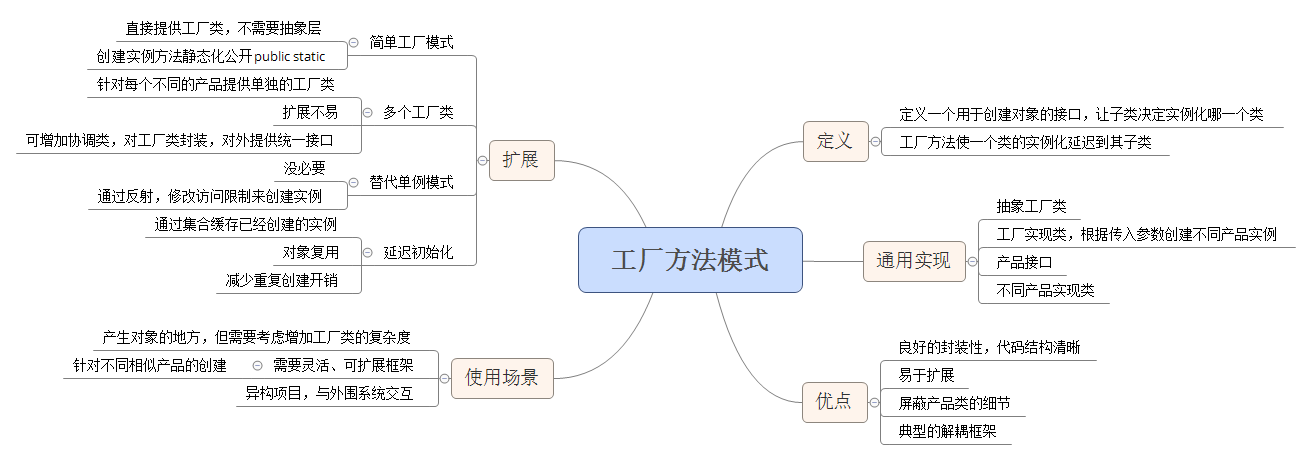 工厂方法模式
定义
定义一个用于创建对象的接口，让子类决定实例化哪一个类
工厂方法使一个类的实例化延迟到其子类
通用实现
抽象工厂类
工厂实现类，根据传入参数创建不同产品实例
产品接口
不同产品实现类
优点
良好的封装性，代码结构清晰
易于扩展
屏蔽产品类的细节
典型的解耦框架
扩展
简单工厂模式
直接提供工厂类，不需要抽象层
创建实例方法静态化公开public static
多个工厂类
针对每个不同的产品提供单独的工厂类
扩展不易
可增加协调类，对工厂类封装，对外提供统一接口
替代单例模式
没必要
通过反射，修改访问限制来创建实例
延迟初始化
通过集合缓存已经创建的实例
对象复用
减少重复创建开销
使用场景
产生对象的地方，但需要考虑增加工厂类的复杂度
需要灵活、可扩展框架
针对不同相似产品的创建
异构项目，与外围系统交互